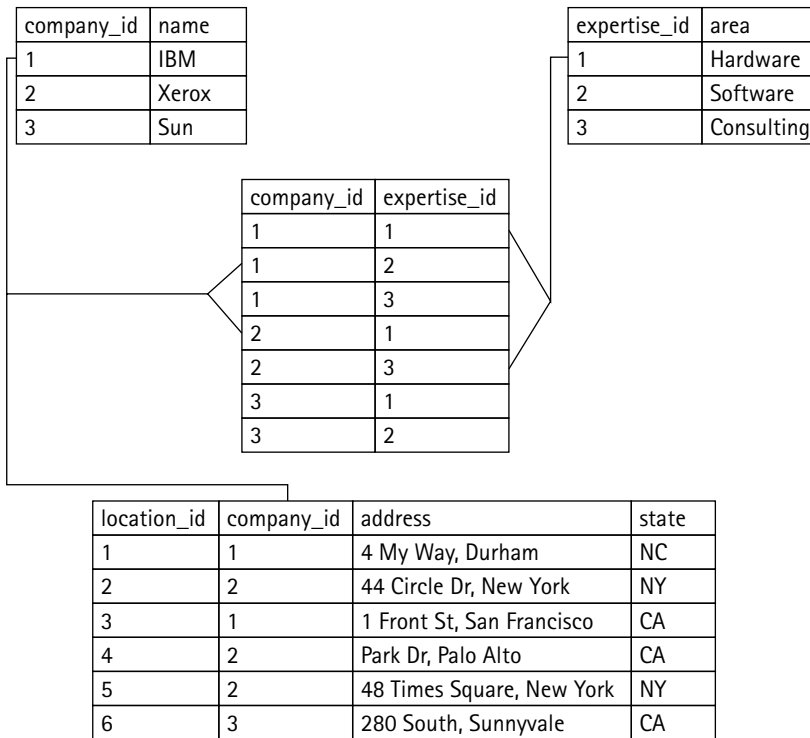 company_id name
1 IBM
2 Xerox
3 Sun
expertise_id area
1 Hardware
2 Software
3 Consulting
company_id expertise_id
1 1
1 2
1 3
2 1
2 3
3 1
3 2
location_id company_id address state
1 1 4 My Way, Durham NC
2 2 44 Circle Dr, New York NY
3 1 1 Front St, San Francisco CA
4 2 Park Dr, Palo Alto CA
5 2 48 Times Square, New York NY
6 3 280 South, Sunnyvale CA